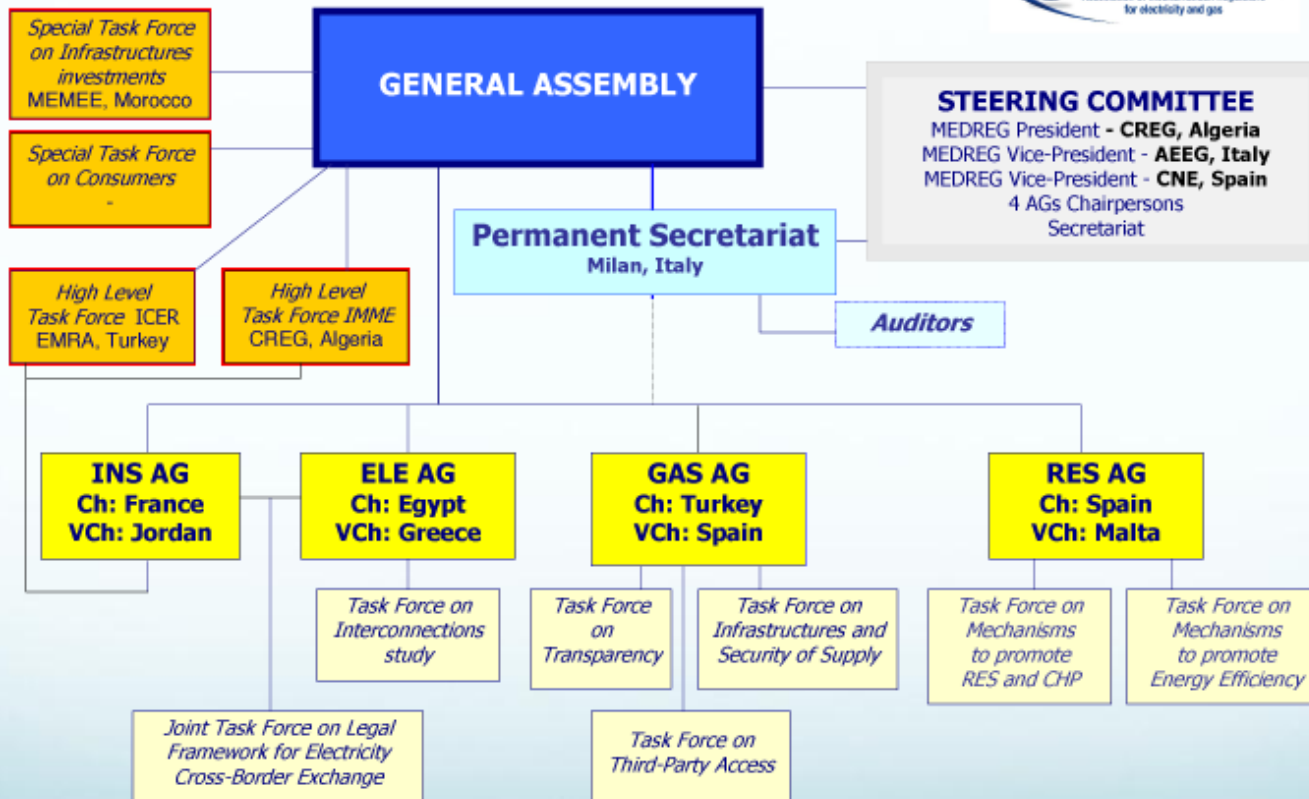 for electricity and gas
Special Task Force
on Infrastructures
investments
MEMEE, Morocco
GENERAL ASSEMBLY
STEERING COMMITTEE
MEDREG President - CREG, Algeria
MEDREG Vice-President - AEEG, Italy
MEDREG Vice-President - CNE, Spain
4 AGs Chairpersons
Secretariat
Special Task Force
on Consumers
-
Permanent Secretariat
Milan, Italy
High Level
Task Force ICER
EMRA, Turkey
High Level
Task Force IMME
CREG, Algeria
Auditors
INS AG
Ch: France
VCh: Jordan
ELE AG
Ch: Egypt
VCh: Greece
GAS AG
Ch: Turkey
VCh: Spain
RES AG
Ch: Spain
VCh: Malta
Task Force on
Interconnections
study
Task Force
on
Transparency
Task Force on
Infrastructures and
Security of Supply
Task Force on
Mechanisms
to promote
RES and CHP
Task Force on
Mechanisms
to promote
Energy Efficiency
Joint Task Force on Legal
Framework for Electricity
Cross-Border Exchange
Task Force on
Third-Party Access